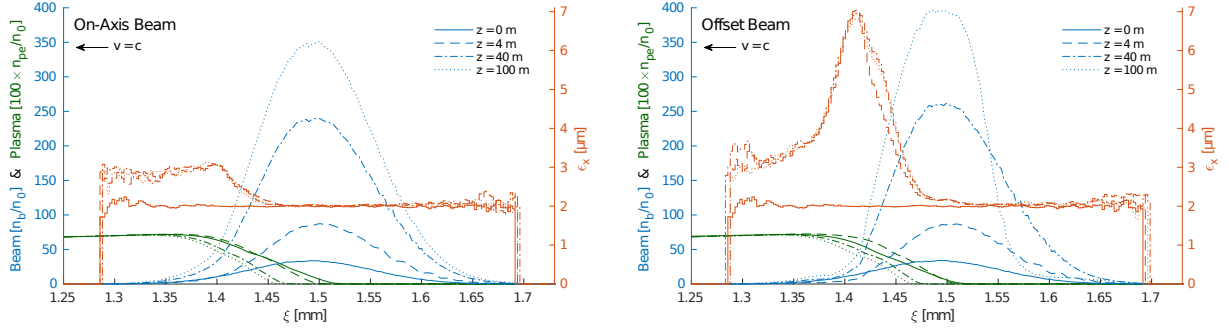 On-Axis Beam
v = c
z = 0 m
z = 4 m
z = 40 m
z = 100 m
Beam [n_b/n_0] & Plasma [100 × n_pe/n_0]
400
350
300
250
200
150
100
50
0
7
6
5
4
3
2
1
0
ϵ_x [μm]
1.25 1.3 1.35 1.4 1.45 1.5 1.55 1.6 1.65 1.7
ξ [mm]
Offset Beam
v = c
z = 0 m
z = 4 m
z = 40 m
z = 100 m
Beam [n_b/n_0] & Plasma [100 × n_pe/n_0]
400
350
300
250
200
150
100
50
0
7
6
5
4
3
2
1
0
ϵ_x [μm]
1.25 1.3 1.35 1.4 1.45 1.5 1.55 1.6 1.65 1.7
ξ [mm]